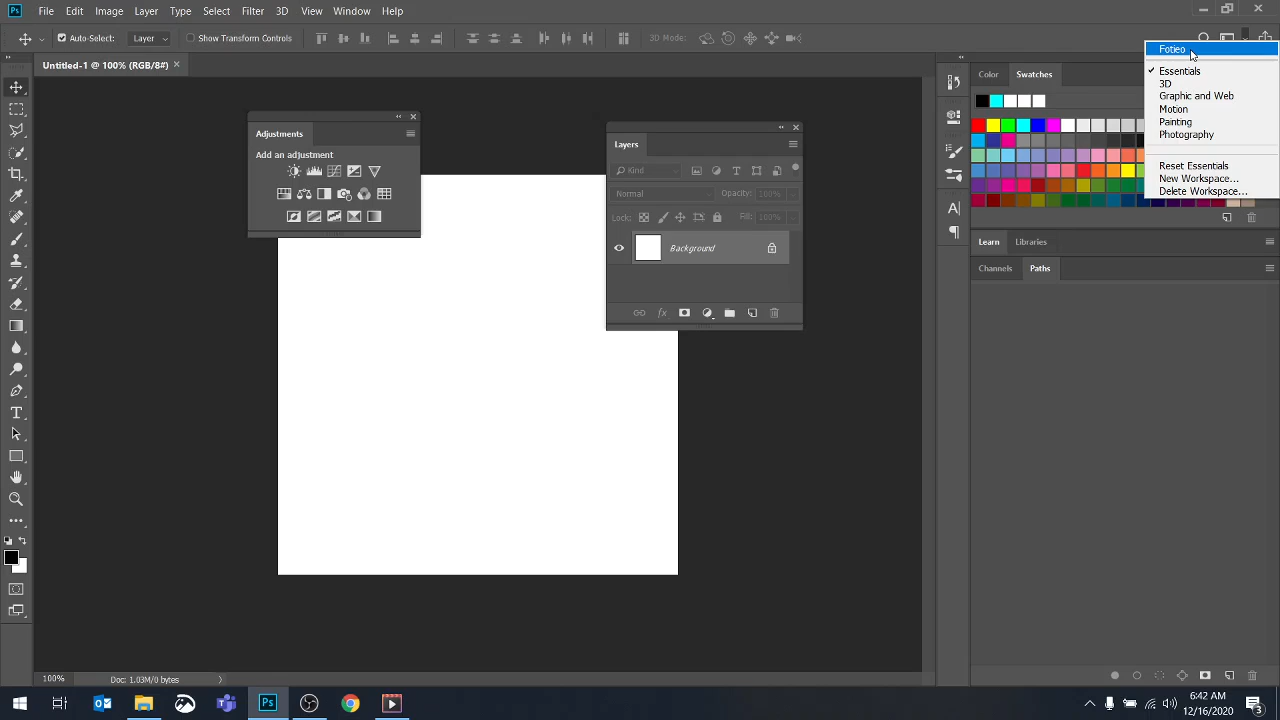 Ps File Edit Image Layer Type Select Filter 3D View Window Help
Auto-Select: Layer Show Transform Controls 3D Mode:
Untitled-1 @ 100% (RGB/8#)
Fotieo
Essentials
3D
Graphic and Web
Motion
Painting
Photography
Reset Essentials
New Workspace...
Delete Workspace...
Color Swatches
Adjustments
Add an adjustment
Layers
Kind
Normal Opacity: 100%
Lock: Fill: 100%
Background
fx
Learn Libraries
Channels Paths
100% Doc: 1.03M/0 bytes
Ps
6:42 AM
12/16/2020
3